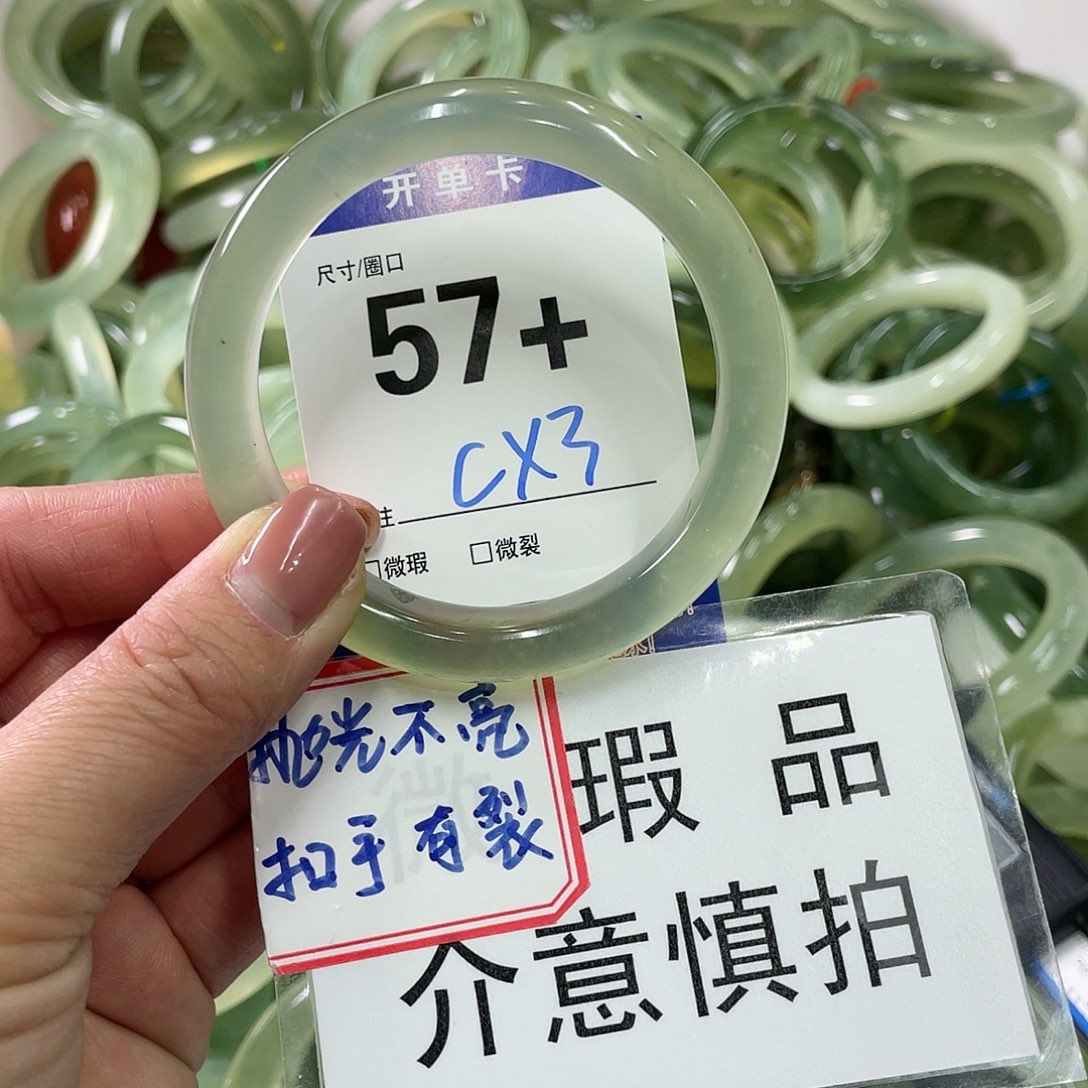 开单卡
尺寸/圈口
57+
CX3
注
□微瑕 □微裂
抛光不亮
扣手有裂
微瑕品
介意慎拍